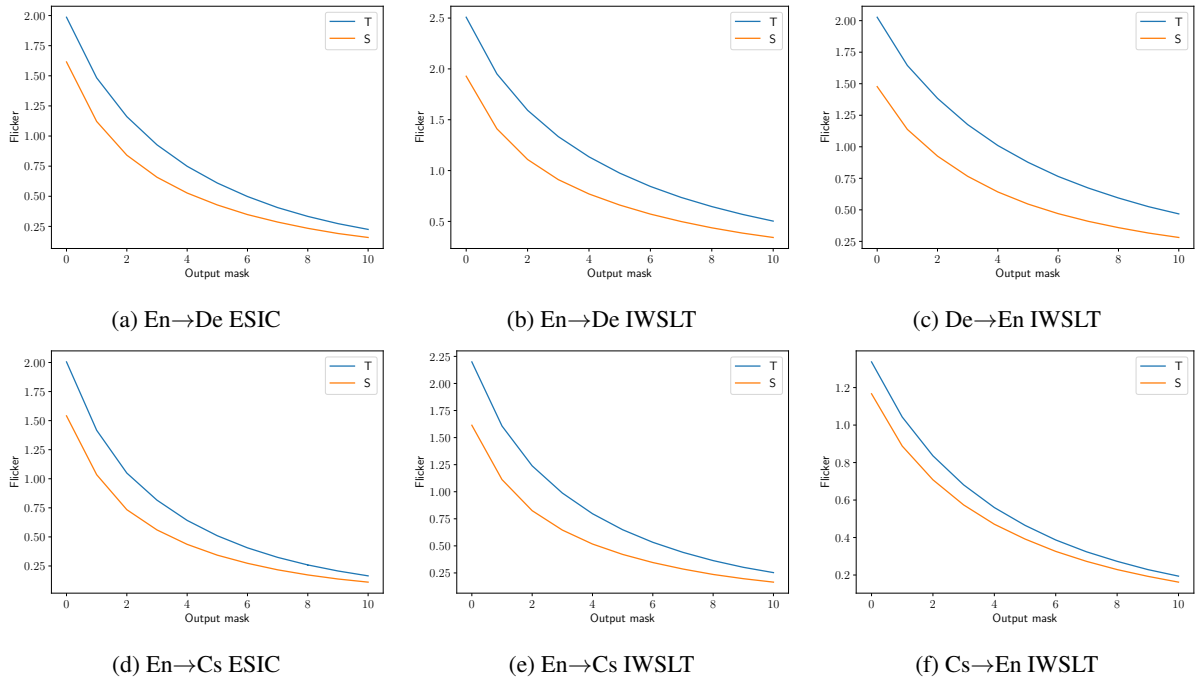 2.00
1.75
1.50
1.25
1.00
0.75
0.50
0.25
Flicker
0 2 4 6 8 10
Output mask
T
S
(a) En→De ESIC
2.5
2.0
1.5
1.0
0.5
Flicker
0 2 4 6 8 10
Output mask
T
S
(b) En→De IWSLT
2.00
1.75
1.50
1.25
1.00
0.75
0.50
0.25
Flicker
0 2 4 6 8 10
Output mask
T
S
(c) De→En IWSLT
2.00
1.75
1.50
1.25
1.00
0.75
0.50
0.25
Flicker
0 2 4 6 8 10
Output mask
T
S
(d) En→Cs ESIC
2.25
2.00
1.75
1.50
1.25
1.00
0.75
0.50
0.25
Flicker
0 2 4 6 8 10
Output mask
T
S
(e) En→Cs IWSLT
1.2
1.0
0.8
0.6
0.4
0.2
Flicker
0 2 4 6 8 10
Output mask
T
S
(f) Cs→En IWSLT